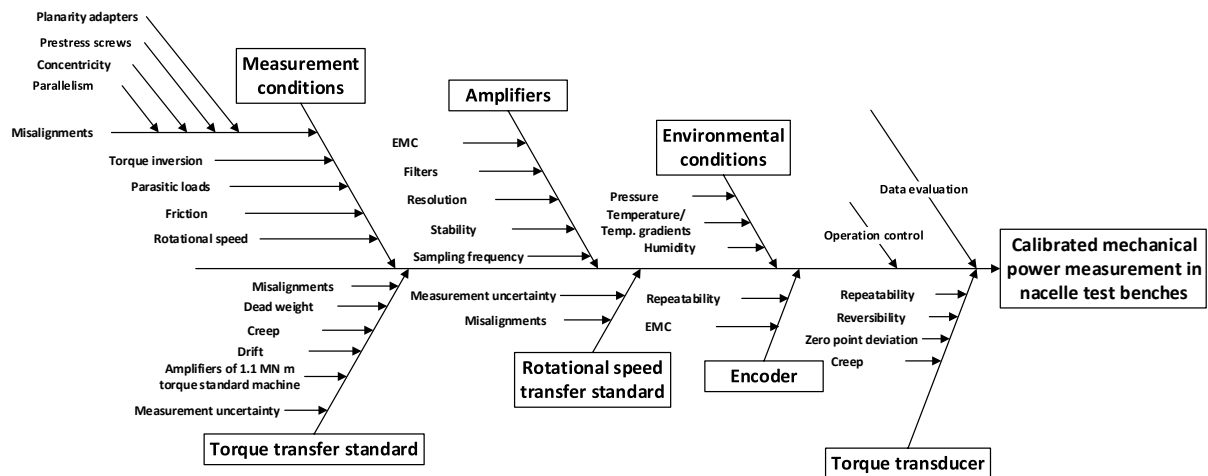 Planarity adapters
Prestress screws
Concentricity
Parallelism
Misalignments
Measurement
conditions
Torque inversion
Parasitic loads
Friction
Rotational speed
Amplifiers
EMC
Filters
Resolution
Stability
Sampling frequency
Environmental
conditions
Pressure
Temperature/
Temp. gradients
Humidity
Data evaluation
Operation control
Calibrated mechanical
power measurement in
nacelle test benches
Misalignments
Dead weight
Creep
Drift
Amplifiers of 1.1 MN m
torque standard machine
Measurement uncertainty
Torque transfer standard
Measurement uncertainty
Misalignments
Rotational speed
transfer standard
Repeatability
EMC
Encoder
Repeatability
Reversibility
Zero point deviation
Creep
Torque transducer